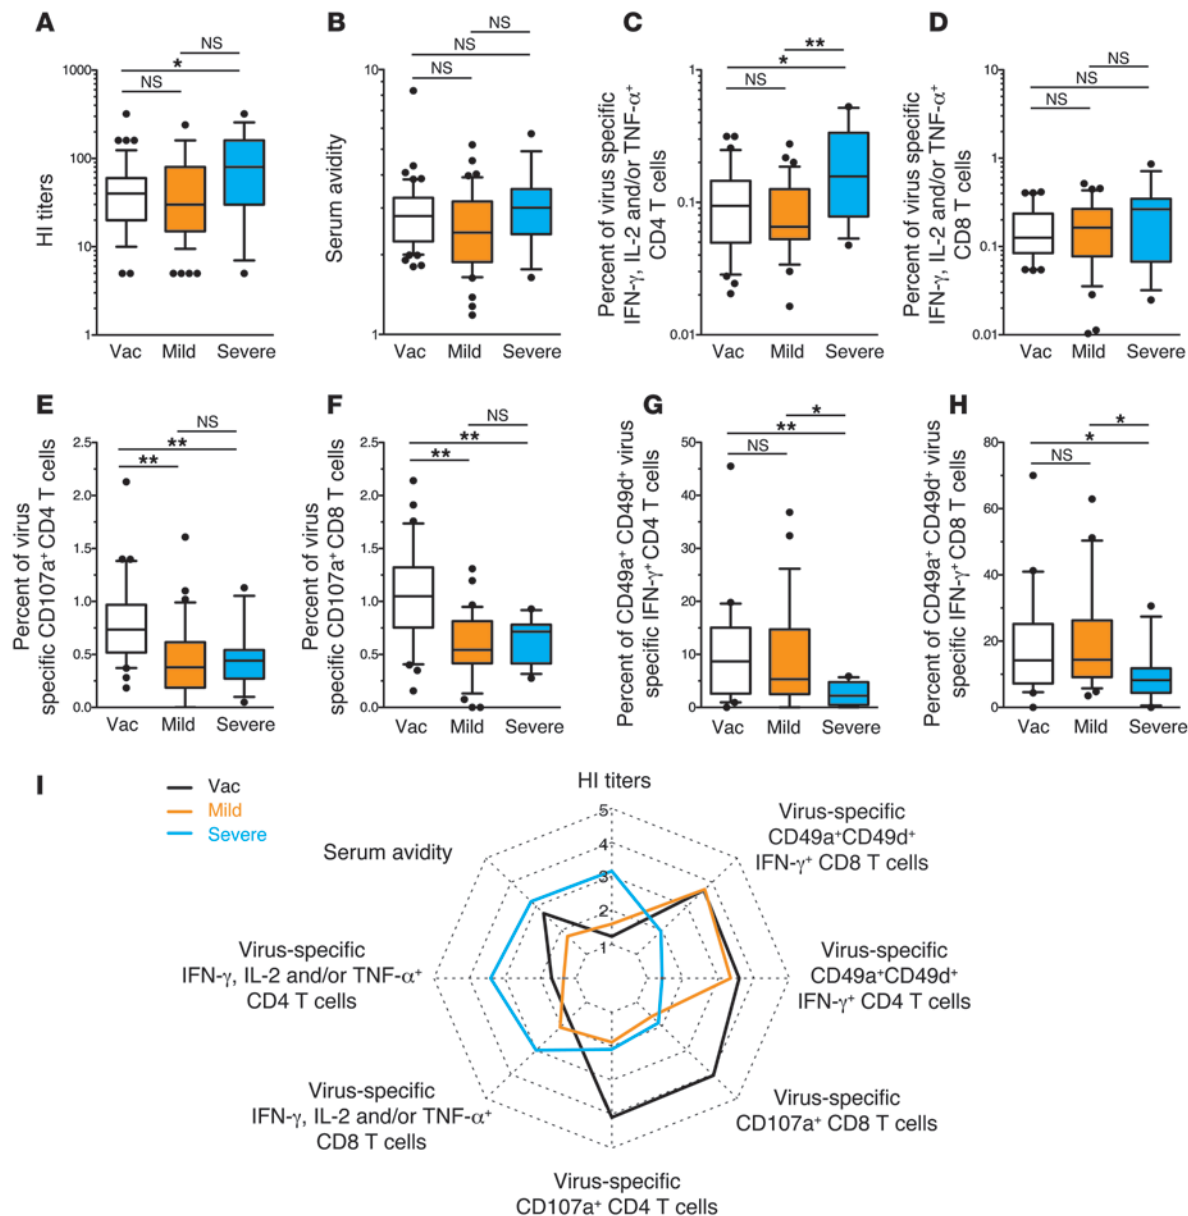 A
NS
*
NS
1000
100
10
1
HI titers
Vac Mild Severe
B
NS
NS
NS
10
1
Serum avidity
Vac Mild Severe
C
**
*
NS
1
0.1
0.01
Percent of virus specific
IFN-γ, IL-2 and/or TNF-α⁺
CD4 T cells
Vac Mild Severe
D
NS
NS
NS
10
1
0.1
0.01
Percent of virus specific
IFN-γ, IL-2 and/or TNF-α⁺
CD8 T cells
Vac Mild Severe
E
NS
**
**
2.5
2.0
1.5
1.0
0.5
0.0
Percent of virus
specific CD107a⁺ CD4 T cells
Vac Mild Severe
F
NS
**
**
2.5
2.0
1.5
1.0
0.5
0.0
Percent of virus
specific CD107a⁺ CD8 T cells
Vac Mild Severe
G
*
**
NS
50
40
30
20
10
0
Percent of CD49a⁺ CD49d⁺ virus
specific IFN-γ⁺ CD4 T cells
Vac Mild Severe
H
*
*
NS
80
60
40
20
0
Percent of CD49a⁺ CD49d⁺ virus
specific IFN-γ⁺ CD8 T cells
Vac Mild Severe
I
Vac
Mild
Severe
HI titers
5
4
3
2
1
Virus-specific
CD49a⁺CD49d⁺
IFN-γ⁺ CD8 T cells
Virus-specific
CD49a⁺CD49d⁺
IFN-γ⁺ CD4 T cells
Virus-specific
CD107a⁺ CD8 T cells
Virus-specific
CD107a⁺ CD4 T cells
Virus-specific
IFN-γ, IL-2 and/or TNF-α⁺
CD8 T cells
Virus-specific
IFN-γ, IL-2 and/or TNF-α⁺
CD4 T cells
Serum avidity